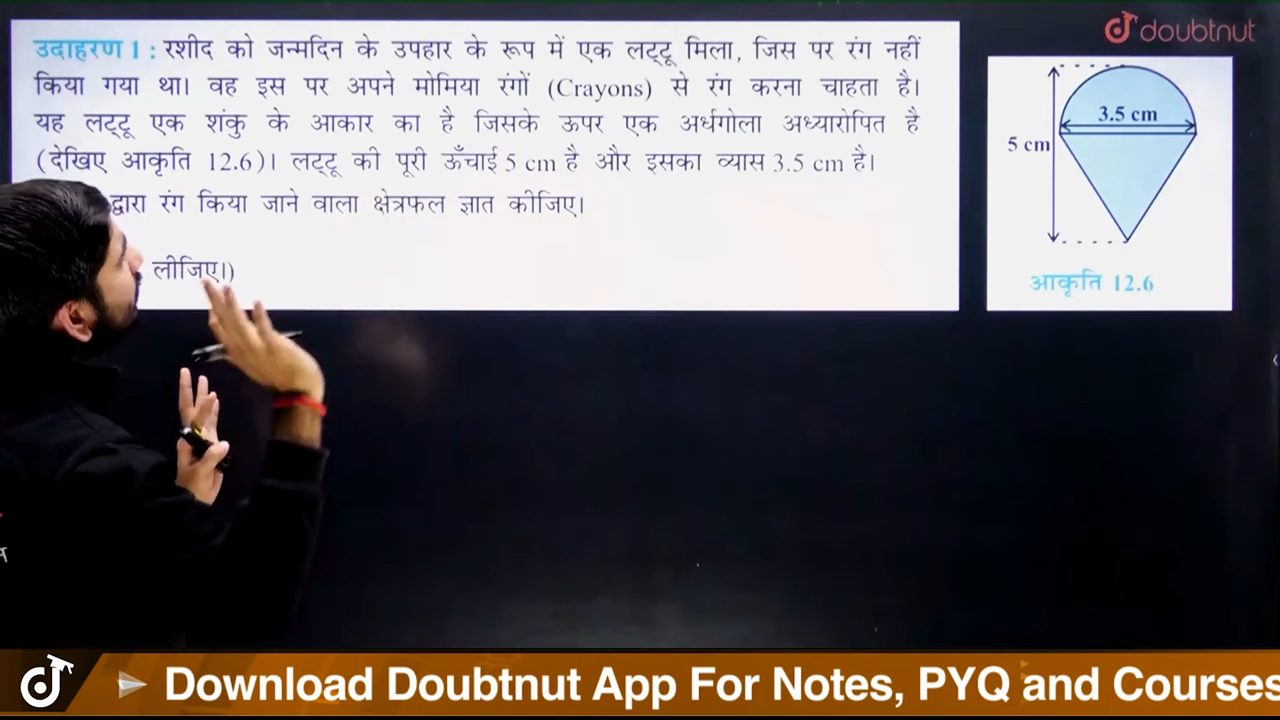 doubtnut
उदाहरण 1 : रशीद को जन्मदिन के उपहार के रूप में एक लट्टू मिला, जिस पर रंग नहीं
किया गया था। वह इस पर अपने मोमिया रंगों (Crayons) से रंग करना चाहता है।
यह लट्टू एक शंकु के आकार का है जिसके ऊपर एक अर्धगोला अध्यारोपित है
(देखिए आकृति 12.6)। लट्टू की पूरी ऊँचाई 5 cm है और इसका व्यास 3.5 cm है।
द्वारा रंग किया जाने वाला क्षेत्रफल ज्ञात कीजिए।
लीजिए।)
3.5 cm
5 cm
आकृति 12.6
Download Doubtnut App For Notes, PYQ and Courses